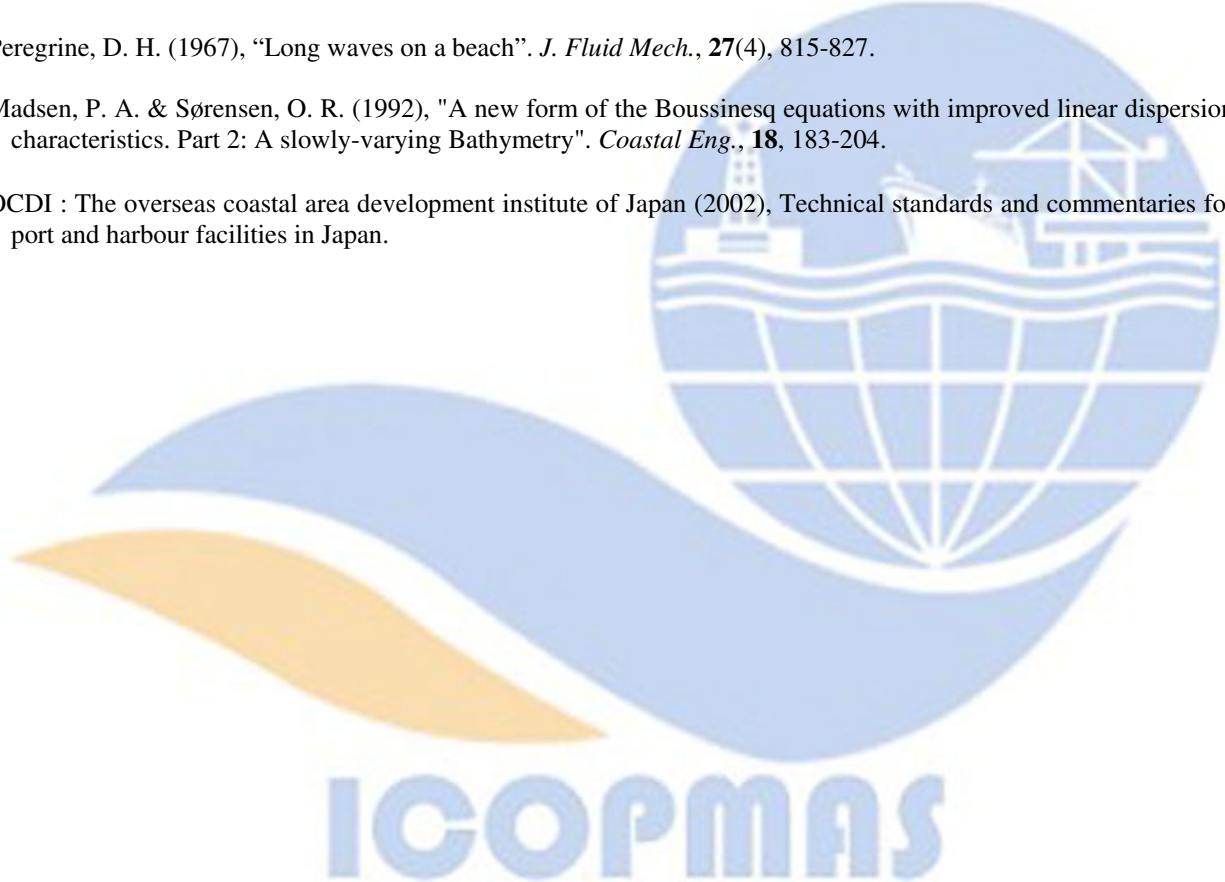 eregrine, D. H. (1967), “Long waves on a beach”. J. Fluid Mech., 27(4), 815-827.
Madsen, P. A. & Sørensen, O. R. (1992), "A new form of the Boussinesq equations with improved linear dispersion
characteristics. Part 2: A slowly-varying Bathymetry". Coastal Eng., 18, 183-204.
OCDI : The overseas coastal area development institute of Japan (2002), Technical standards and commentaries fo
port and harbour facilities in Japan.
ICOPMAS